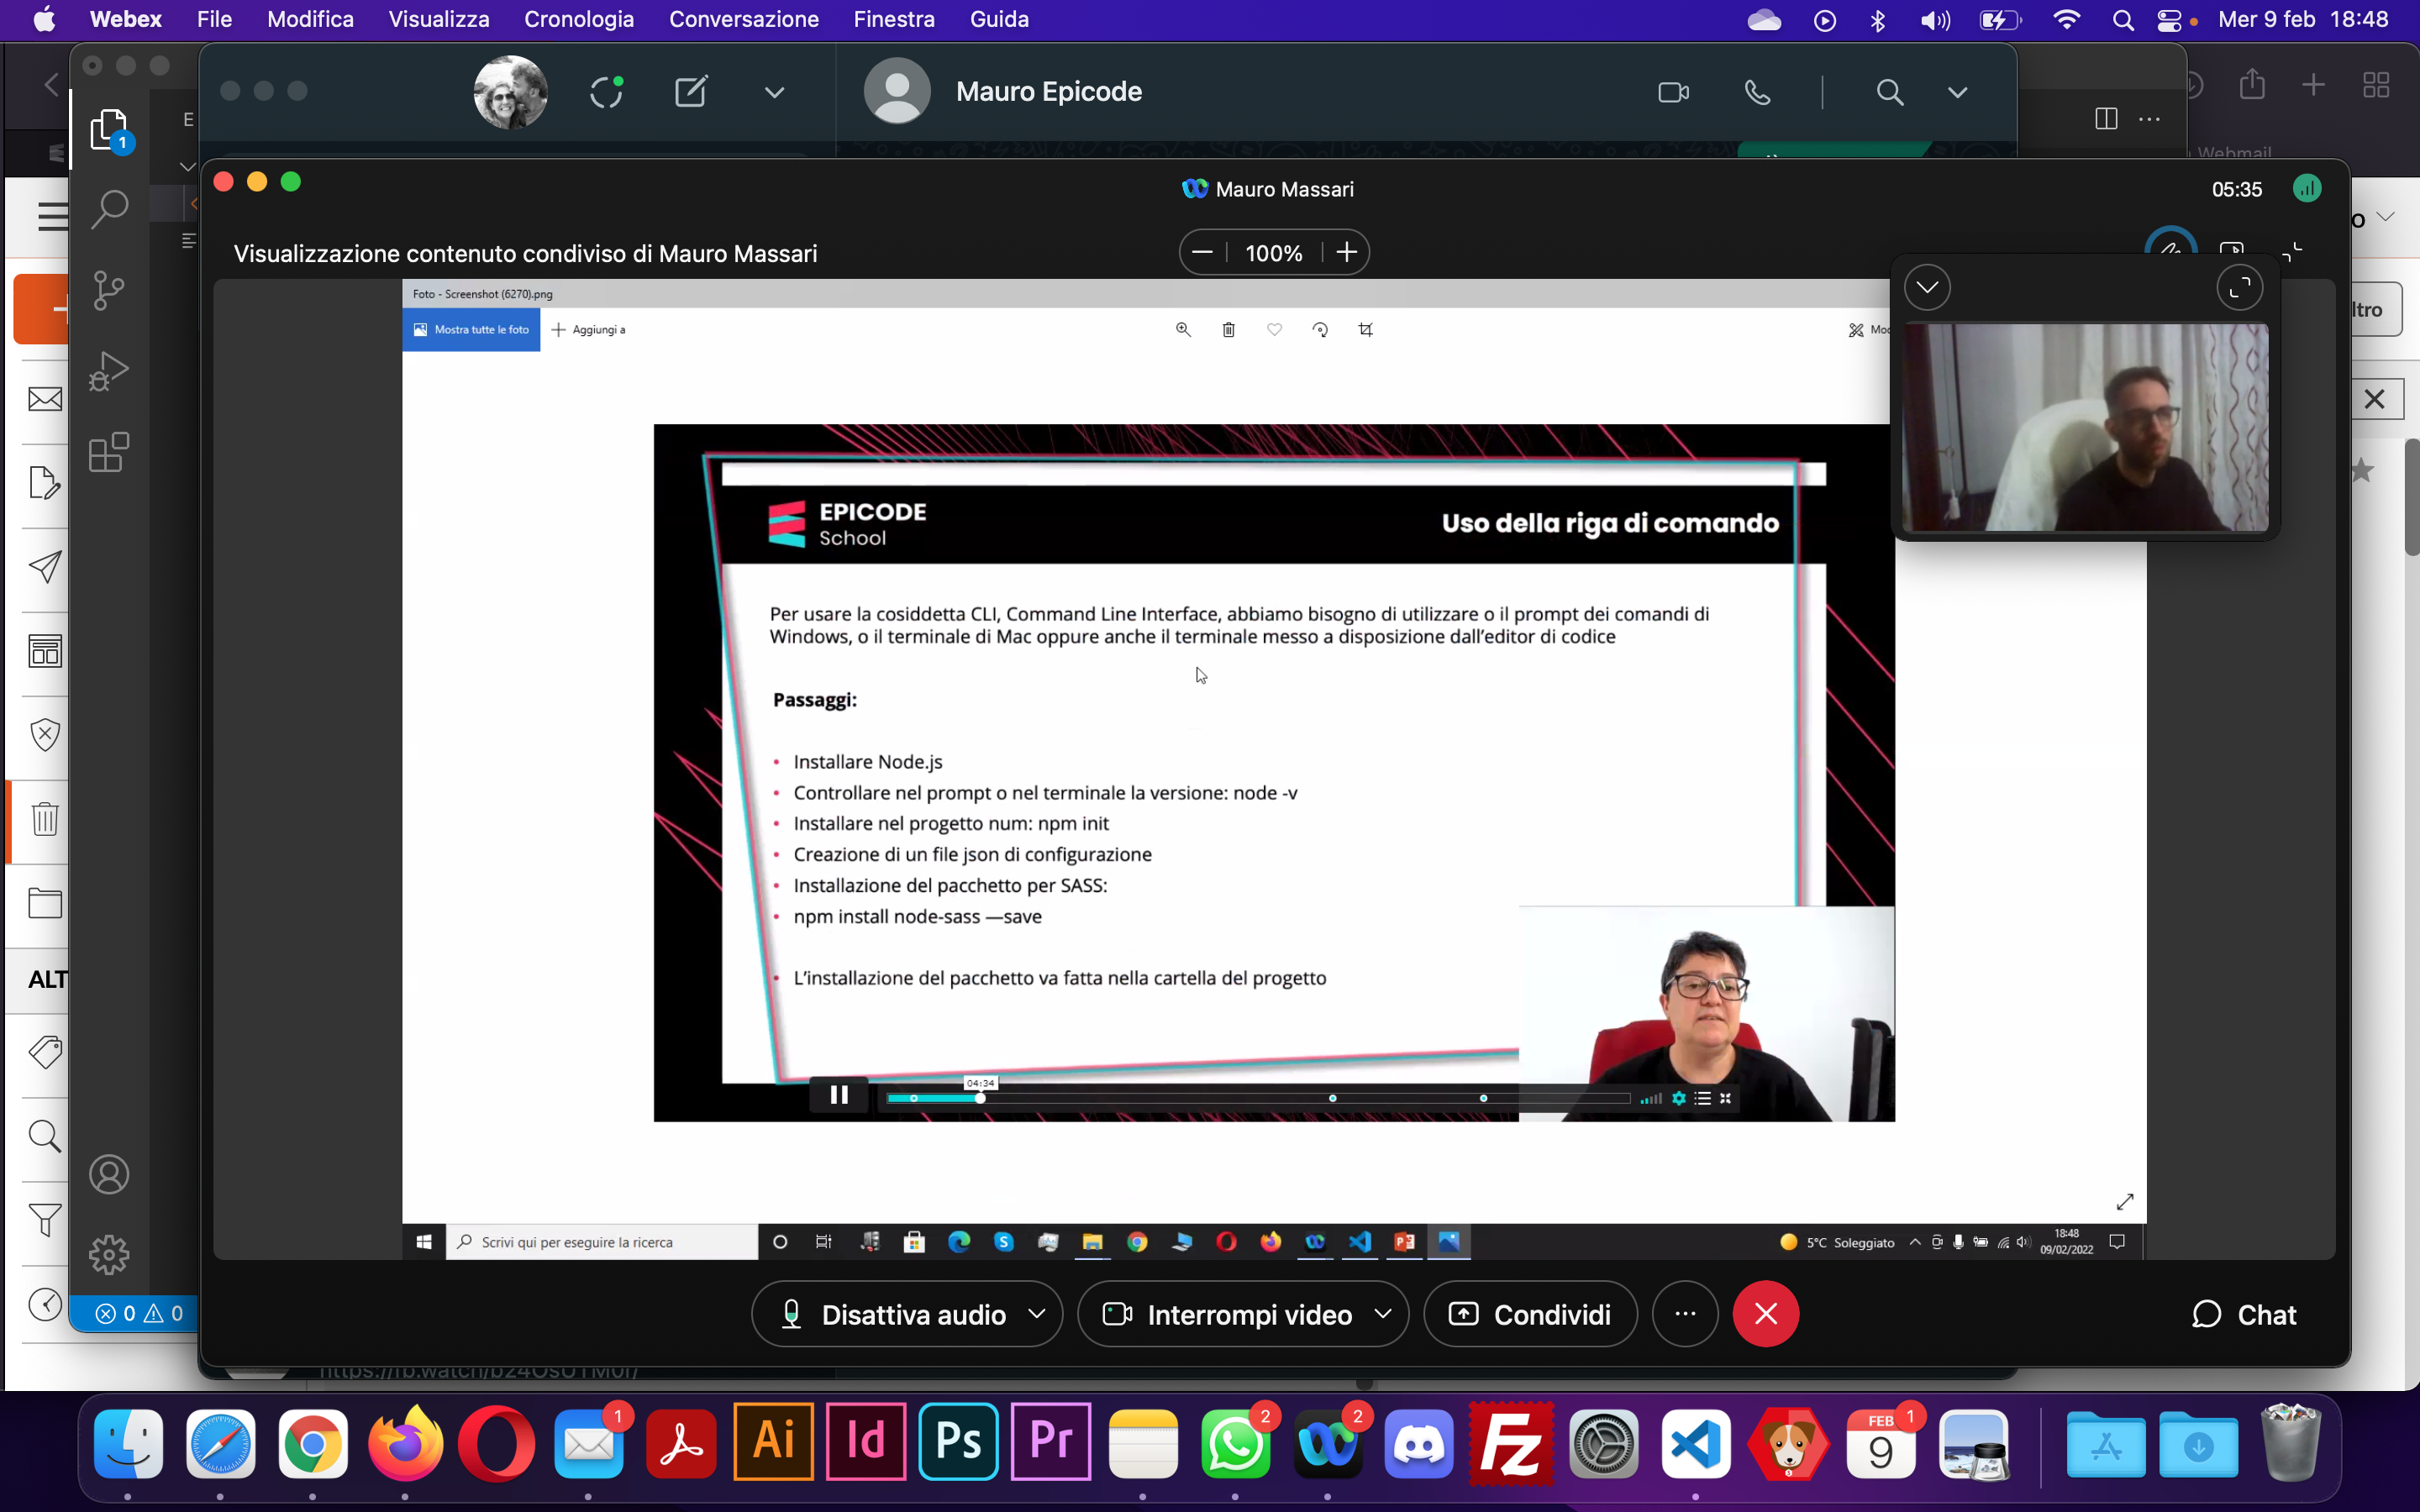 Webex File Modifica Visualizza Cronologia Conversazione Finestra Guida Mer 9 feb 18:48
Mauro Epicode
1
E
Webmail
Mauro Massari
05:35
Visualizzazione contenuto condiviso di Mauro Massari
100%
o
Foto - Screenshot (6270).png
Mostra tutte le foto
Aggiungi a
Mod
ltro
EPICODE
School
Uso della riga di comando
Per usare la cosiddetta CLI, Command Line Interface, abbiamo bisogno di utilizzare o il prompt dei comandi di
Windows, o il terminale di Mac oppure anche il terminale messo a disposizione dall'editor di codice
Passaggi:
• Installare Node.js
• Controllare nel prompt o nel terminale la versione: node -v
• Installare nel progetto num: npm init
• Creazione di un file json di configurazione
• Installazione del pacchetto per SASS:
• npm install node-sass —save
• L'installazione del pacchetto va fatta nella cartella del progetto
ALT
04:34
Scrivi qui per eseguire la ricerca
5°C Soleggiato
18:48
09/02/2022
0 0
Disattiva audio
Interrompi video
Condividi
Chat
1
Ai
Id
Ps
Pr
2
2
Fz
FEB
9
1